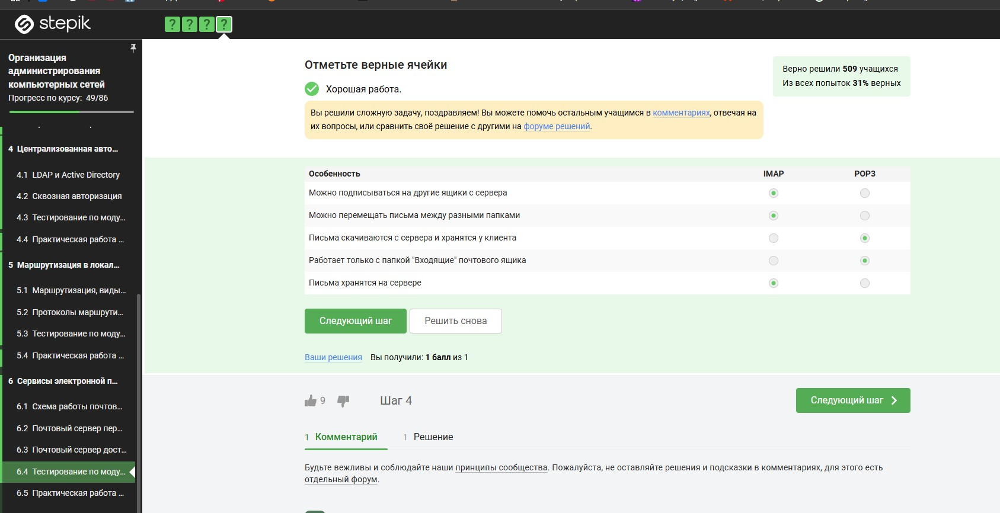 stepik
? ? ? ?
Организация
администрирования
компьютерных сетей
Прогресс по курсу: 49/86
4 Централизованная авто...
4.1 LDAP и Active Directory
4.2 Сквозная авторизация
4.3 Тестирование по моду...
4.4 Практическая работа ...
5 Маршрутизация в локал...
5.1 Маршрутизация, виды...
5.2 Протоколы маршрути...
5.3 Тестирование по моду...
5.4 Практическая работа ...
6 Сервисы электронной п...
6.1 Схема работы почтов...
6.2 Почтовый сервер пер...
6.3 Почтовый сервер дост...
6.4 Тестирование по моду...
6.5 Практическая работа ...
Отметьте верные ячейки
Хорошая работа.
Вы решили сложную задачу, поздравляем! Вы можете помочь остальным учащимся в комментариях, отвечая на
их вопросы, или сравнить своё решение с другими на форуме решений.
Верно решили 509 учащихся
Из всех попыток 31% верных
Особенность IMAP POP3
Можно подписываться на другие ящики с сервера
Можно перемещать письма между разными папками
Письма скачиваются с сервера и хранятся у клиента
Работает только с папкой "Входящие" почтового ящика
Письма хранятся на сервере
Следующий шаг Решить снова
Ваши решения Вы получили: 1 балл из 1
9 Шаг 4 Следующий шаг
1 Комментарий 1 Решение
Будьте вежливы и соблюдайте наши принципы сообщества. Пожалуйста, не оставляйте решения и подсказки в комментариях, для этого есть
отдельный форум.